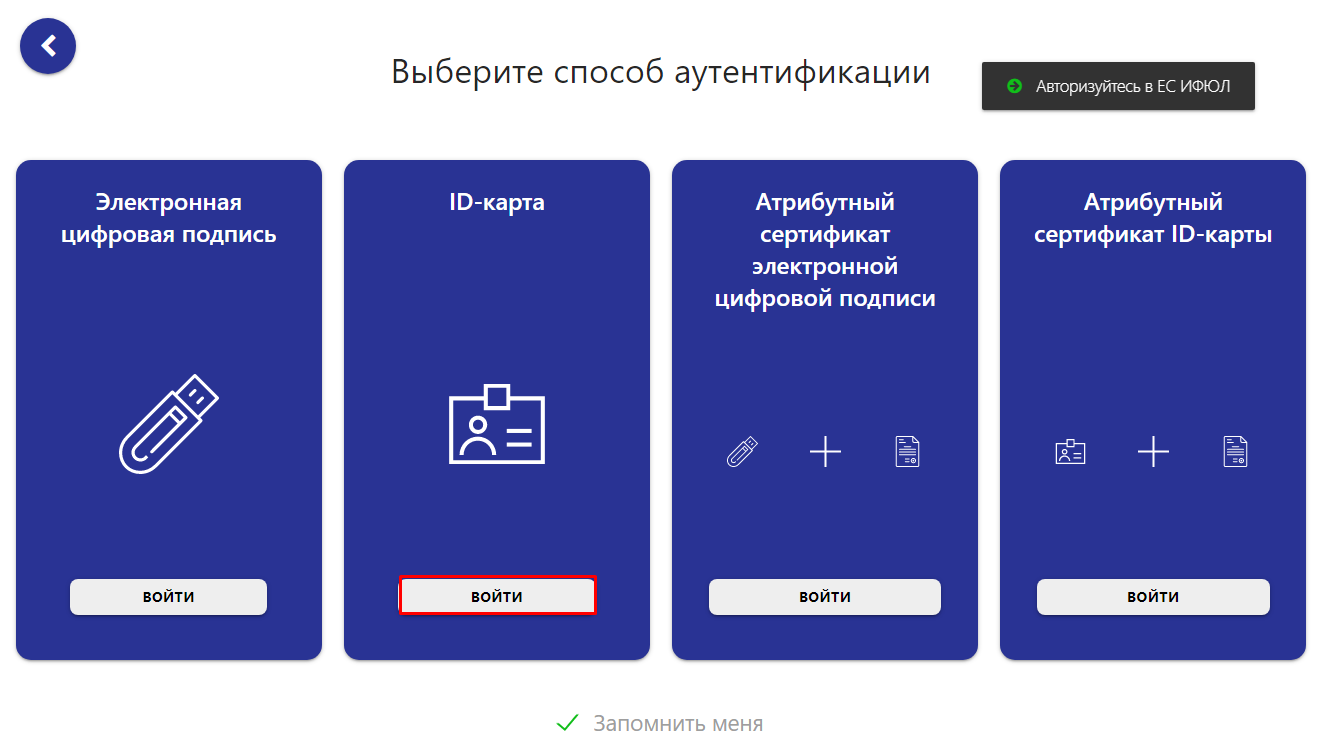 Выберите способ аутентификации
Авторизуйтесь в ЕС ИФЮЛ
Электронная
цифровая подпись
ВОЙТИ
ID-карта
ВОЙТИ
Атрибутный
сертификат
электронной
цифровой подписи
ВОЙТИ
Атрибутный
сертификат ID-карты
ВОЙТИ
Запомнить меня